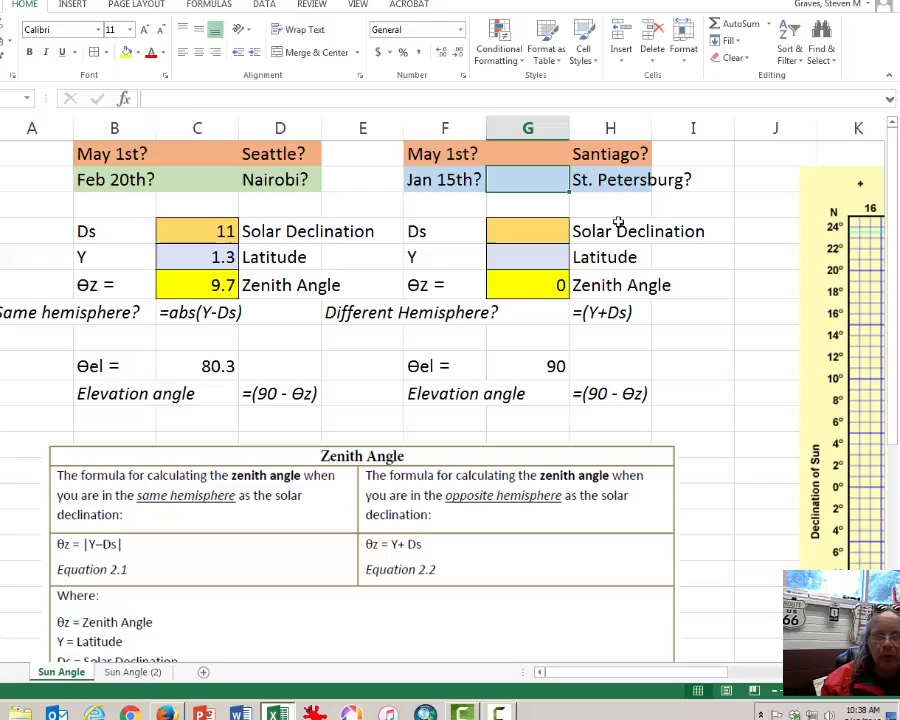 Graves, Steven M
HOME INSERT PAGE LAYOUT FORMULAS DATA REVIEW VIEW ACROBAT
Calibri 11 Wrap Text General AutoSum
B I U Merge & Center $ % Conditional Formatting Format as Table Cell Styles Insert Delete Format Fill Clear Sort & Filter Find & Select
Font Alignment Number Styles Cells Editing
fx
A B C D E F G H I J K
May 1st? Seattle? May 1st? Santiago?
Feb 20th? Nairobi? Jan 15th? St. Petersburg?
Ds 11 Solar Declination Ds Solar Declination
Y 1.3 Latitude Y Latitude
ϴz = 9.7 Zenith Angle ϴz = 0 Zenith Angle
Same hemisphere? =abs(Y-Ds) Different Hemisphere? =(Y+Ds)
ϴel = 80.3 ϴel = 90
Elevation angle =(90 - ϴz) Elevation angle =(90 - ϴz)
Zenith Angle
The formula for calculating the zenith angle when
you are in the same hemisphere as the solar
declination:
The formula for calculating the zenith angle when
you are in the opposite hemisphere as the solar
declination:
θz = |Y–Ds|
Equation 2.1
θz = Y+ Ds
Equation 2.2
Where:
θz = Zenith Angle
Y = Latitude
Ds = Solar Declination
+
16
N
24°
22°
20°
18°
16°
14°
12°
10°
8°
6°
4°
2°
0°
2°
4°
6°
Declination of Sun
ROUTE
US
66
Sun Angle Sun Angle (2)
10:38 AM